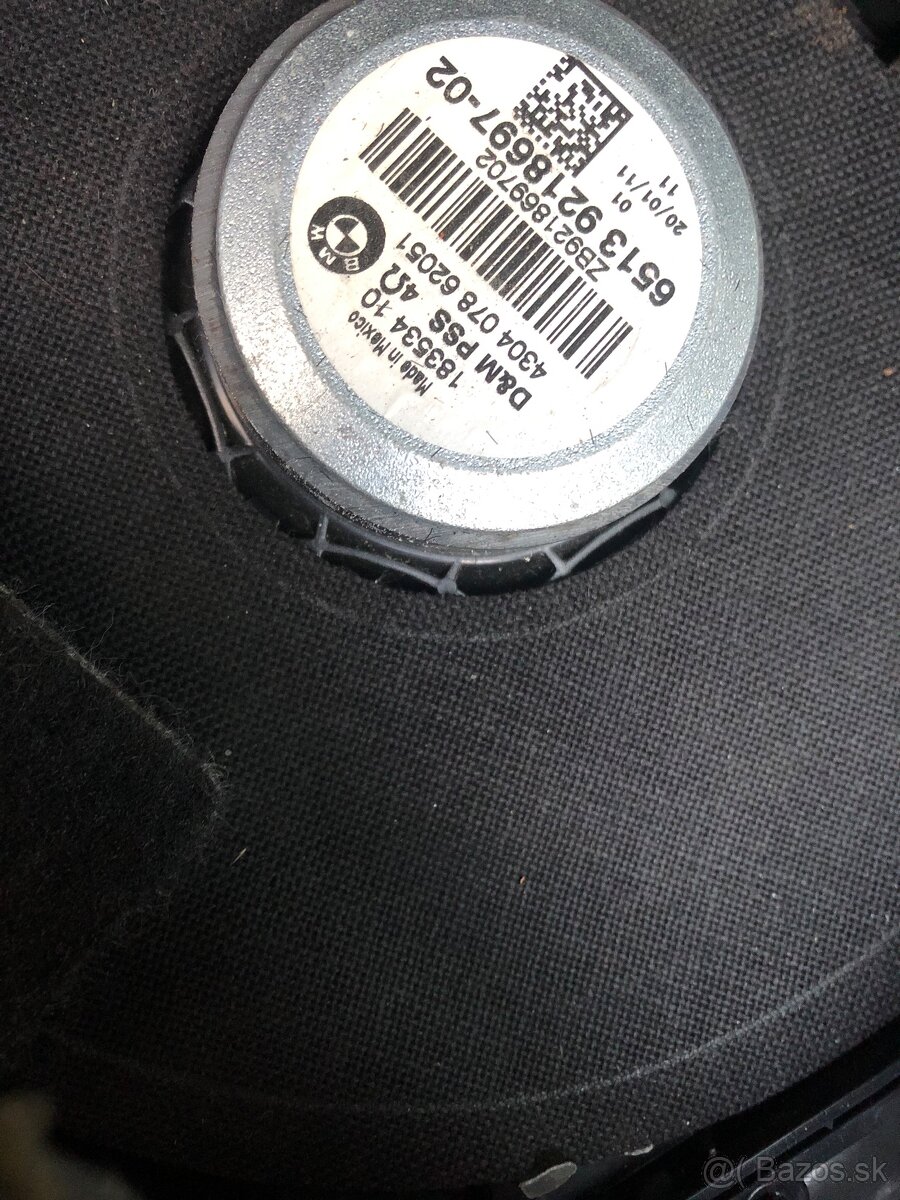 6513 9218697-02
ZB921869702
4304 078 62051
D&M PSS 4Ω
183534 10
Made in Mexico
BMW
01
20/01/11
11
@( Bazos.sk